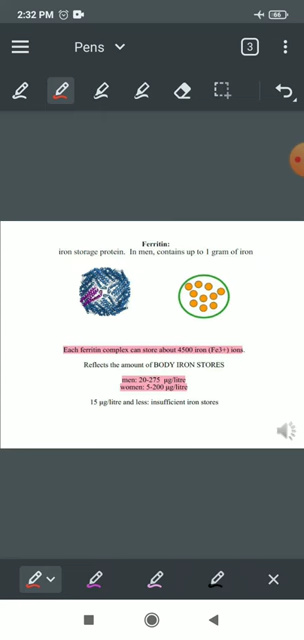 2:32 PM
66
Pens
3
Ferritin:
iron storage protein. In men, contains up to 1 gram of iron
Each ferritin complex can store about 4500 iron (Fe3+) ions.
Reflects the amount of BODY IRON STORES
men: 20-275 µg/litre
women: 5-200 µg/litre
15 µg/litre and less: insufficient iron stores